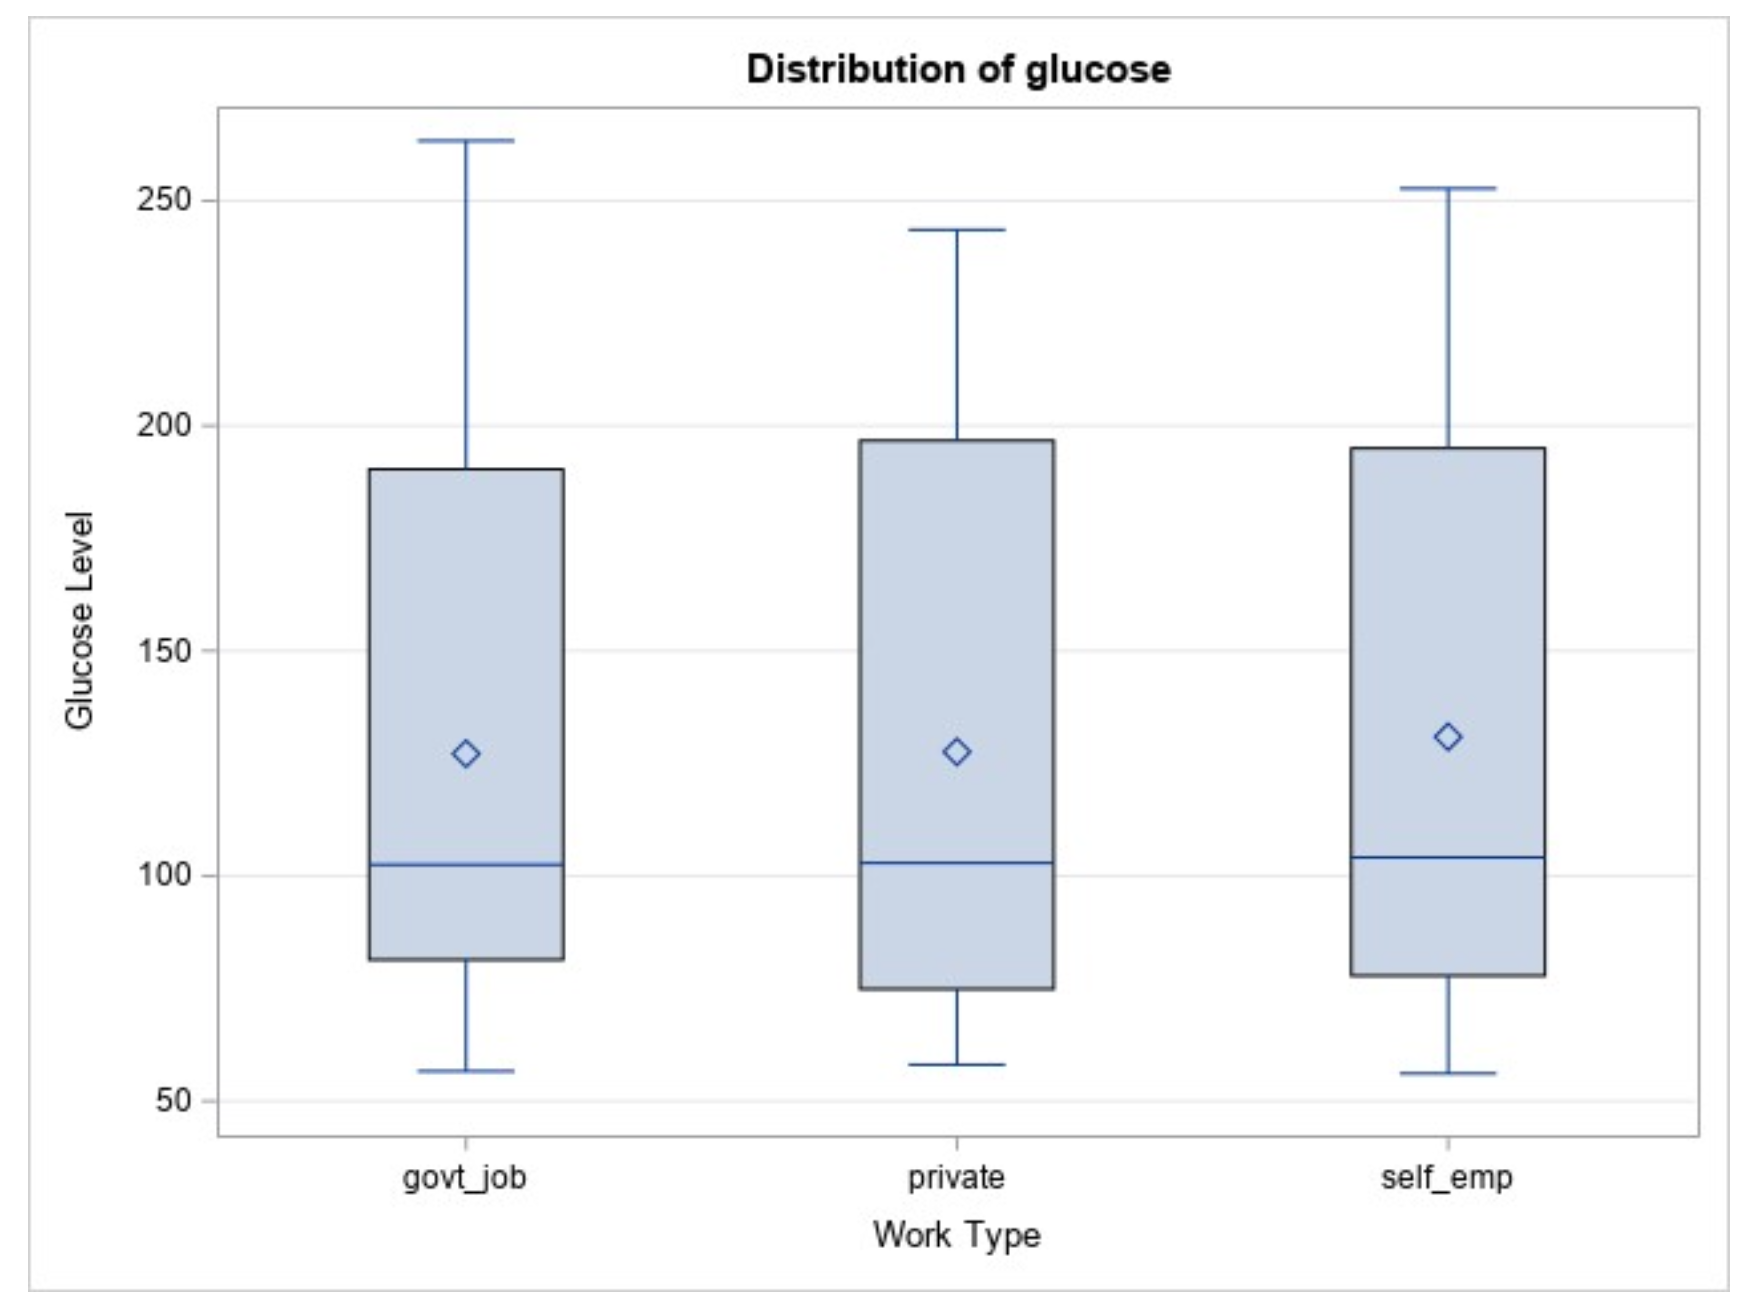 Distribution of glucose
250
200
150
100
50
Glucose Level
govt_job private self_emp
Work Type